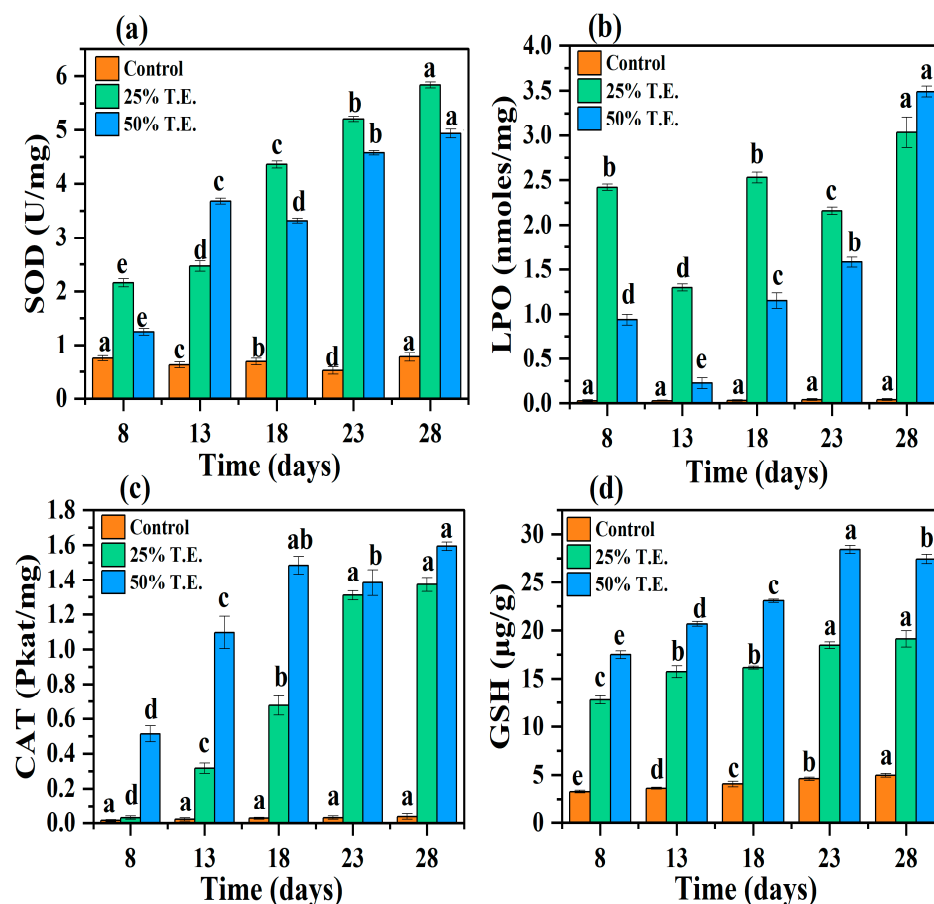 (a)
SOD (U/mg)
Control
25% T.E.
50% T.E.
6
5
4
3
2
1
0
a
e
e
c
d
c
b
c
d
d
b
b
a
a
a
8 13 18 23 28
Time (days)
(b)
LPO (nmoles/mg)
Control
25% T.E.
50% T.E.
4.0
3.5
3.0
2.5
2.0
1.5
1.0
0.5
0.0
a
b
d
a
d
e
a
b
c
a
c
b
a
a
a
8 13 18 23 28
Time (days)
(c)
CAT (Pkat/mg)
Control
25% T.E.
50% T.E.
1.8
1.6
1.4
1.2
1.0
0.8
0.6
0.4
0.2
0.0
a
d
d
a
c
c
a
b
ab
a
a
b
a
a
a
8 13 18 23 28
Time (days)
(d)
GSH (µg/g)
Control
25% T.E.
50% T.E.
30
25
20
15
10
5
0
e
c
e
d
b
d
c
b
c
b
a
a
a
a
b
8 13 18 23 28
Time (days)